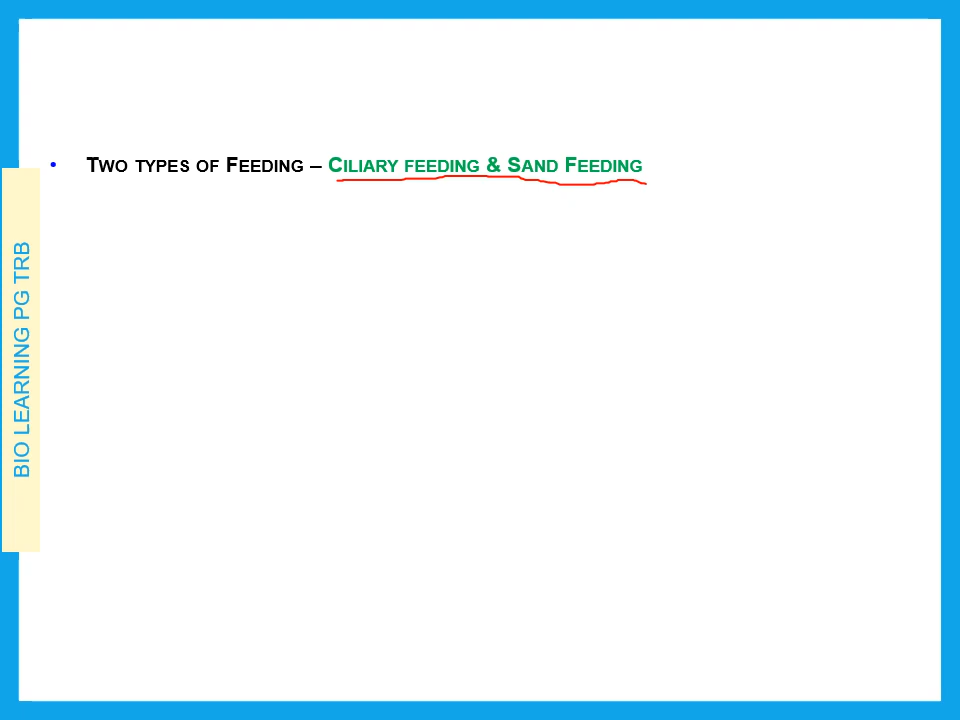 • Two types of Feeding – Ciliary feeding & Sand Feeding
BIO LEARNING PG TRB